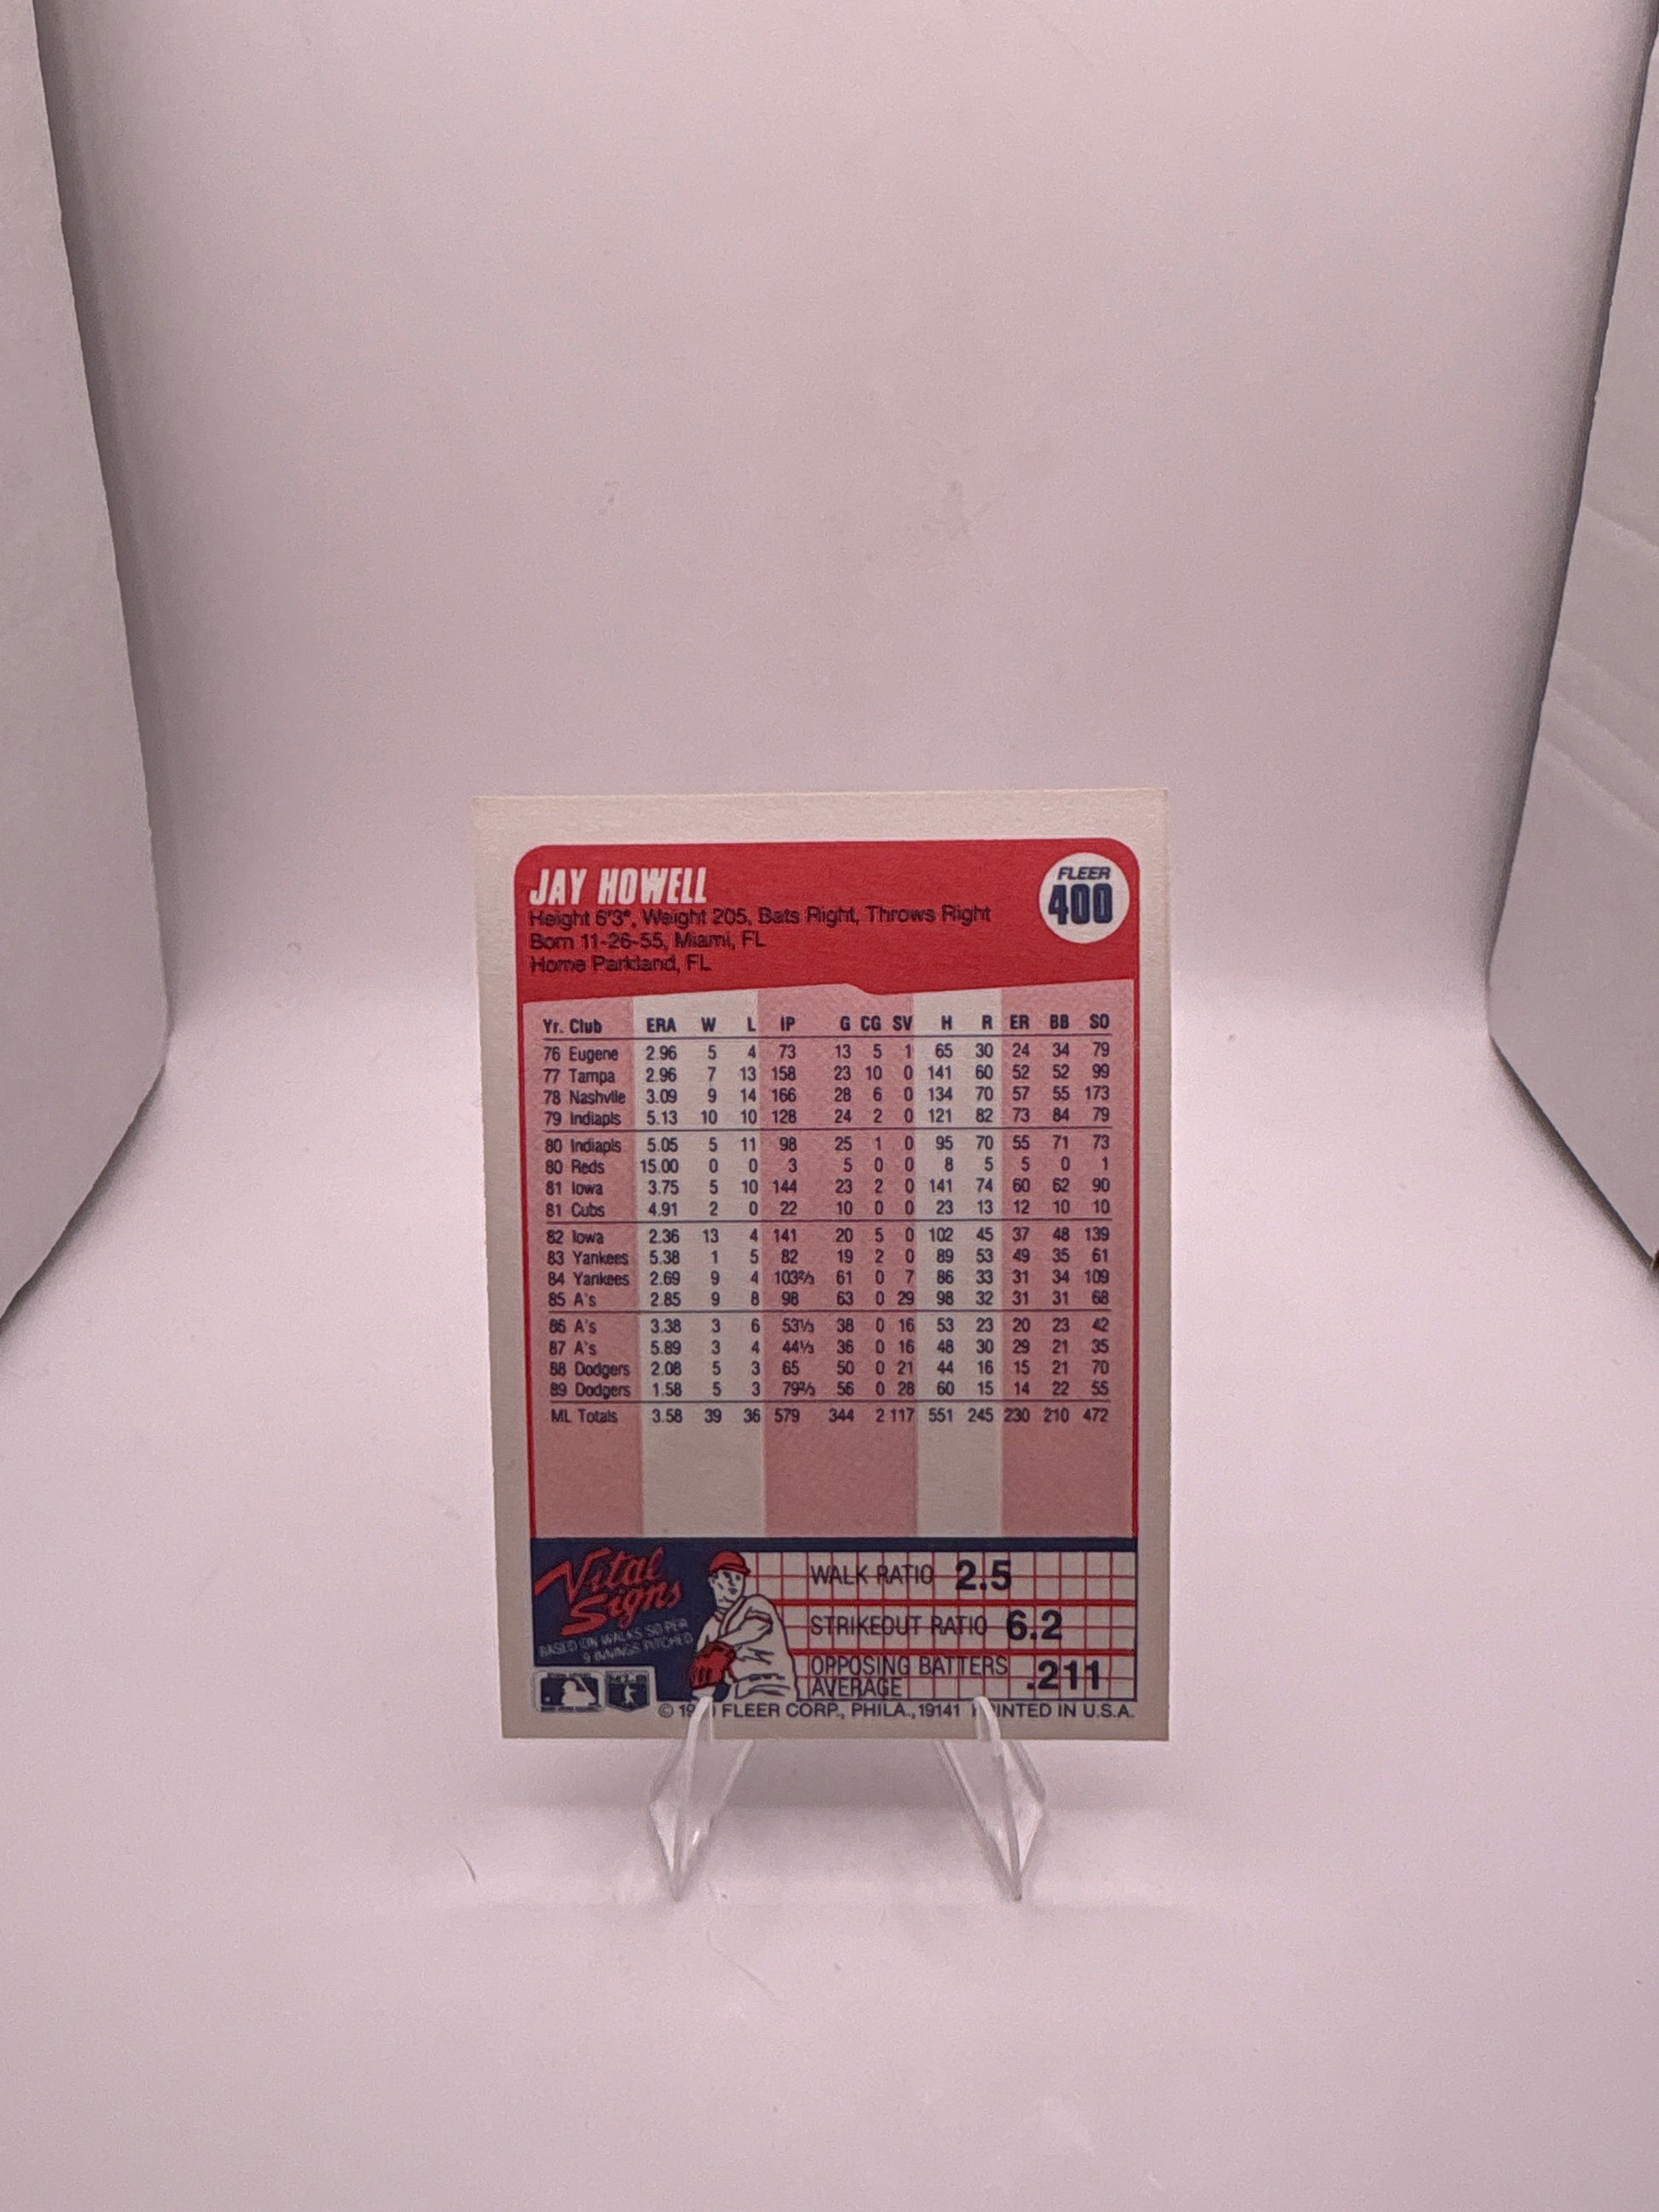 JAY HOWELL
FLEER
400
Height 6'3", Weight 205, Bats Right, Throws Right
Born 11-26-55, Miami, FL
Home Parkland, FL
Yr. Club ERA W L IP G CG SV H R ER BB SO
76 Eugene 2.96 5 4 73 13 5 1 65 30 24 34 79
77 Tampa 2.96 7 13 158 23 10 0 141 60 52 52 99
78 Nashvlle 3.09 9 14 166 28 6 0 134 70 57 55 173
79 Indiapls 5.13 10 10 128 24 2 0 121 82 73 84 79
80 Indiapls 5.05 5 11 98 25 1 0 95 70 55 71 73
80 Reds 15.00 0 0 3 5 0 0 8 5 5 0 1
81 Iowa 3.75 5 10 144 23 2 0 141 74 60 62 90
81 Cubs 4.91 2 0 22 10 0 0 23 13 12 10 10
82 Iowa 2.36 13 4 141 20 5 0 102 45 37 48 139
83 Yankees 5.38 1 5 82 19 2 0 89 53 49 35 61
84 Yankees 2.69 9 4 103⅔ 61 0 7 86 33 31 34 109
85 A's 2.85 9 8 98 63 0 29 98 32 31 31 68
86 A's 3.38 3 6 53⅓ 38 0 16 53 23 20 23 42
87 A's 5.89 3 4 44⅓ 36 0 16 48 30 29 21 35
88 Dodgers 2.08 5 3 65 50 0 21 44 16 15 21 70
89 Dodgers 1.58 5 3 79⅔ 56 0 28 60 15 14 22 55
ML Totals 3.58 39 36 579 344 2 117 551 245 230 210 472
Vital
Signs
BASED ON WALKS SO PER
9 INNINGS PITCHED
WALK RATIO 2.5
STRIKEOUT RATIO 6.2
OPPOSING BATTERS
AVERAGE .211
© FLEER CORP., PHILA., 19141 PRINTED IN U.S.A.